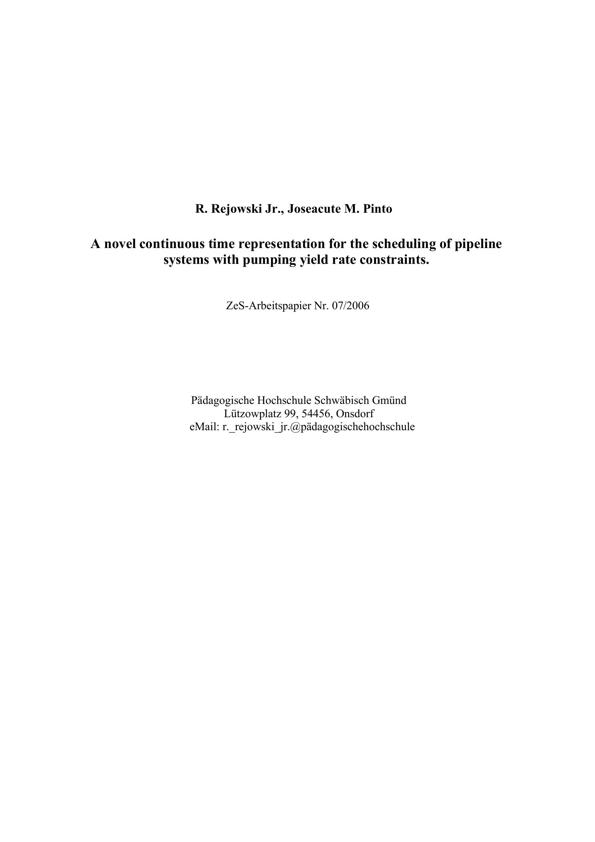 R. Rejowski Jr., Joseacute M. Pinto
A novel continuous time representation for the scheduling of pipeline
systems with pumping yield rate constraints.
ZeS-Arbeitspapier Nr. 07/2006
Pädagogische Hochschule Schwäbisch Gmünd
Lützowplatz 99, 54456, Onsdorf
eMail: r._rejowski_jr.@pädagogischehochschule